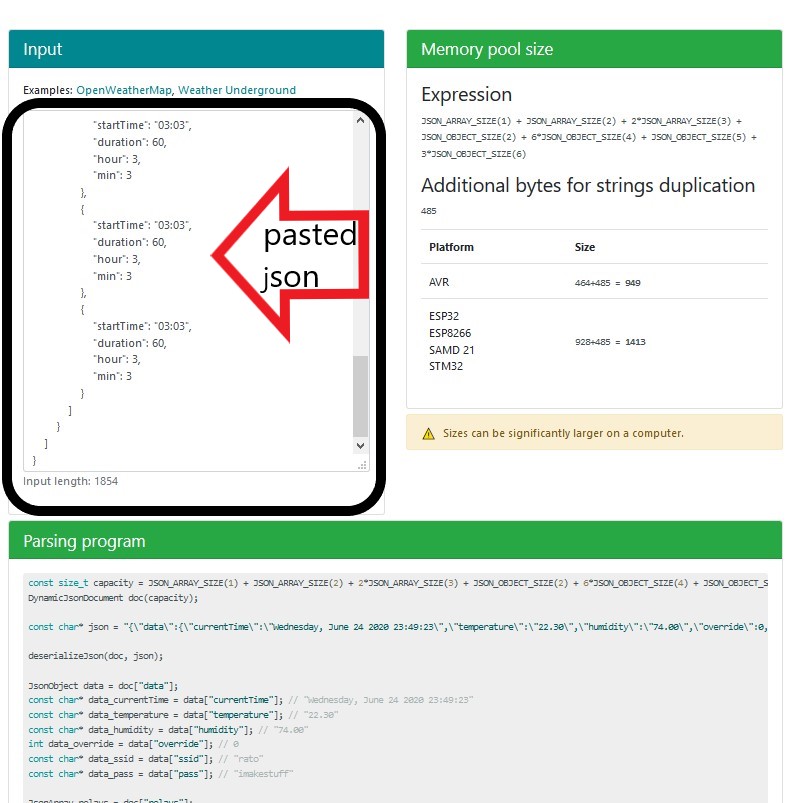 Input
Examples: OpenWeatherMap, Weather Underground
"startTime": "03:03",
"duration": 60,
"hour": 3,
"min": 3
},
{
"startTime": "03:03",
"duration": 60,
"hour": 3,
"min": 3
},
{
"startTime": "03:03",
"duration": 60,
"hour": 3,
"min": 3
}
]
}
]
}
pasted
json
Input length: 1854
Memory pool size
Expression
JSON_ARRAY_SIZE(1) + JSON_ARRAY_SIZE(2) + 2*JSON_ARRAY_SIZE(3) +
JSON_OBJECT_SIZE(2) + 6*JSON_OBJECT_SIZE(4) + JSON_OBJECT_SIZE(5) +
3*JSON_OBJECT_SIZE(6)
Additional bytes for strings duplication
485
Platform Size
AVR 464+485 = 949
ESP32
ESP8266
SAMD 21
STM32
928+485 = 1413
Sizes can be significantly larger on a computer.
Parsing program
const size_t capacity = JSON_ARRAY_SIZE(1) + JSON_ARRAY_SIZE(2) + 2*JSON_ARRAY_SIZE(3) + JSON_OBJECT_SIZE(2) + 6*JSON_OBJECT_SIZE(4) + JSON_OBJECT_S
DynamicJsonDocument doc(capacity);
const char* json = "{\"data\":{\"currentTime\":\"Wednesday, June 24 2020 23:49:23\",\"temperature\":\"22.30\",\"humidity\":\"74.00\",\"override\":0,
deserializeJson(doc, json);
JsonObject data = doc["data"];
const char* data_currentTime = data["currentTime"]; // "Wednesday, June 24 2020 23:49:23"
const char* data_temperature = data["temperature"]; // "22.30"
const char* data_humidity = data["humidity"]; // "74.00"
int data_override = data["override"]; // 0
const char* data_ssid = data["ssid"]; // "rato"
const char* data_pass = data["pass"]; // "imakestuff"
JsonArray relays = doc["relays"];